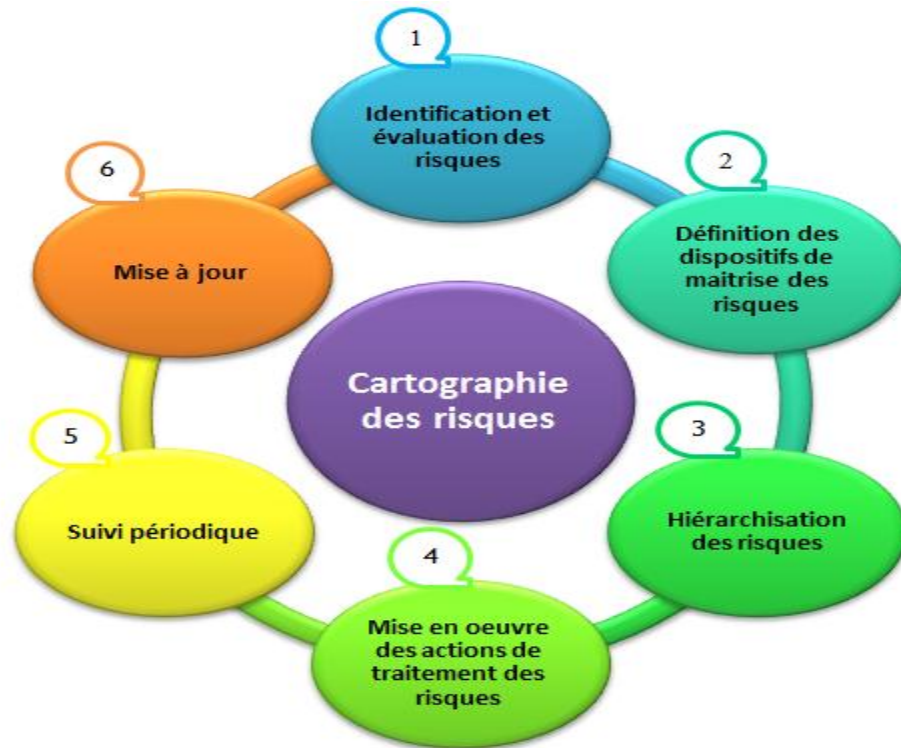 1
Identification et
évaluation des
risques
2
Définition des
dispositifs de
maitrise des
risques
3
Hiérarchisation
des risques
4
Mise en oeuvre
des actions de
traitement des
risques
5
Suivi périodique
6
Mise à jour
Cartographie
des risques